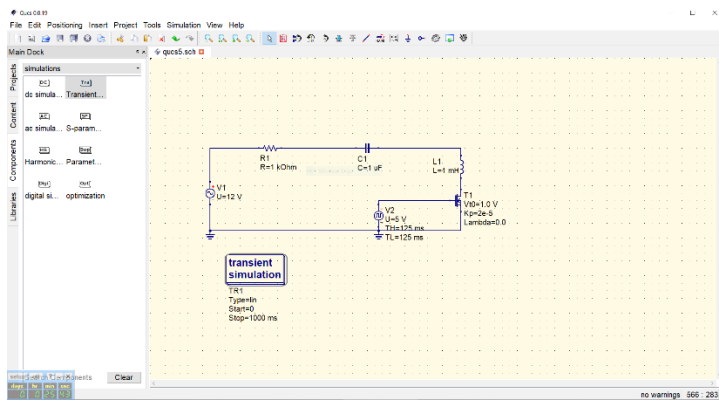 Qucs 0.0.19
File Edit Positioning Insert Project Tools Simulation View Help
Main Dock
qucs5.sch
Projects
Content
Components
Libraries
simulations
dc simula... Transient...
ac simula... S-param...
Harmonic... Paramet...
digital si... optimization
R1
R=1 kOhm
C1
C=1 uF
L1
L=1 mH
V1
U=12 V
V2
U=5 V
TH=125 ms
TL=125 ms
T1
Vt0=1.0 V
Kp=2e-5
Lambda=0.0
transient
simulation
TR1
Type=lin
Start=0
Stop=1000 ms
Clear
no warnings 566 : 283